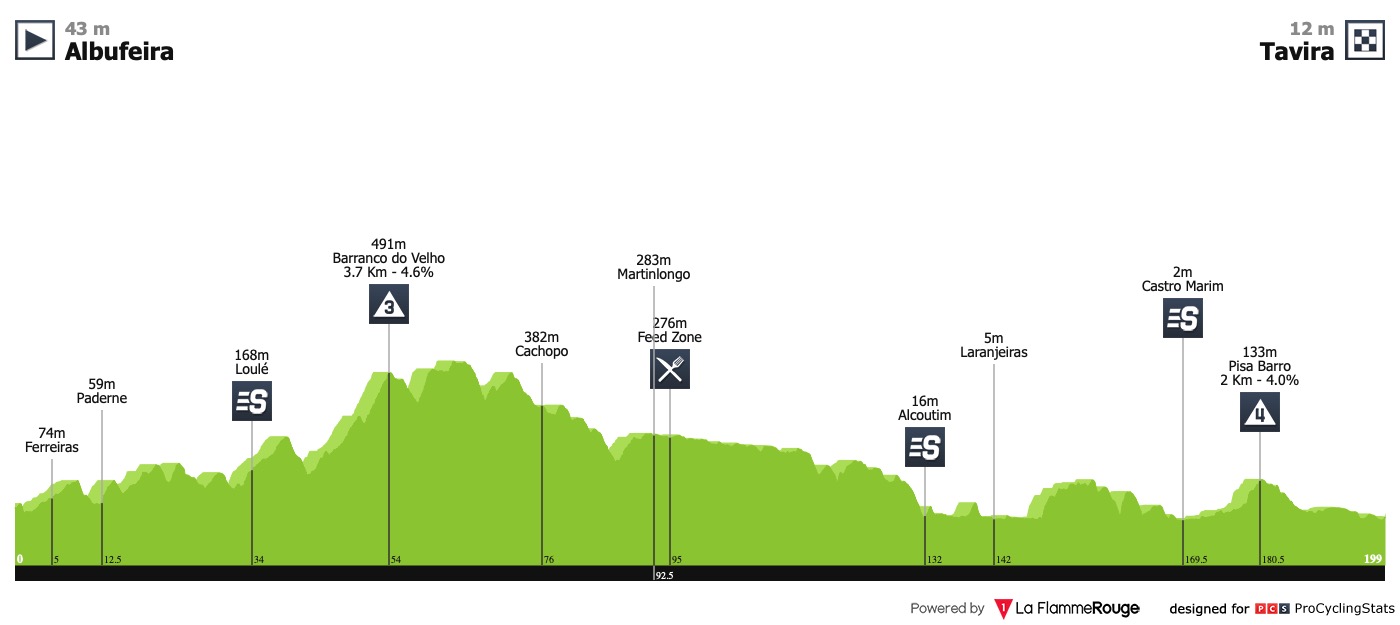 43 m
Albufeira
12 m
Tavira
491m
Barranco do Velho
3.7 Km - 4.6%
3
283m
Martinlongo
2m
Castro Marim
S
276m
Feed Zone
382m
Cachopo
5m
Laranjeiras
168m
Loulé
S
133m
Pisa Barro
2 Km - 4.0%
4
59m
Paderne
16m
Alcoutim
S
74m
Ferreiras
0
5
12.5
34
54
76
92.5
95
132
142
169.5
180.5
199
Powered by 1 La FlammeRouge
designed for PCS ProCyclingStats